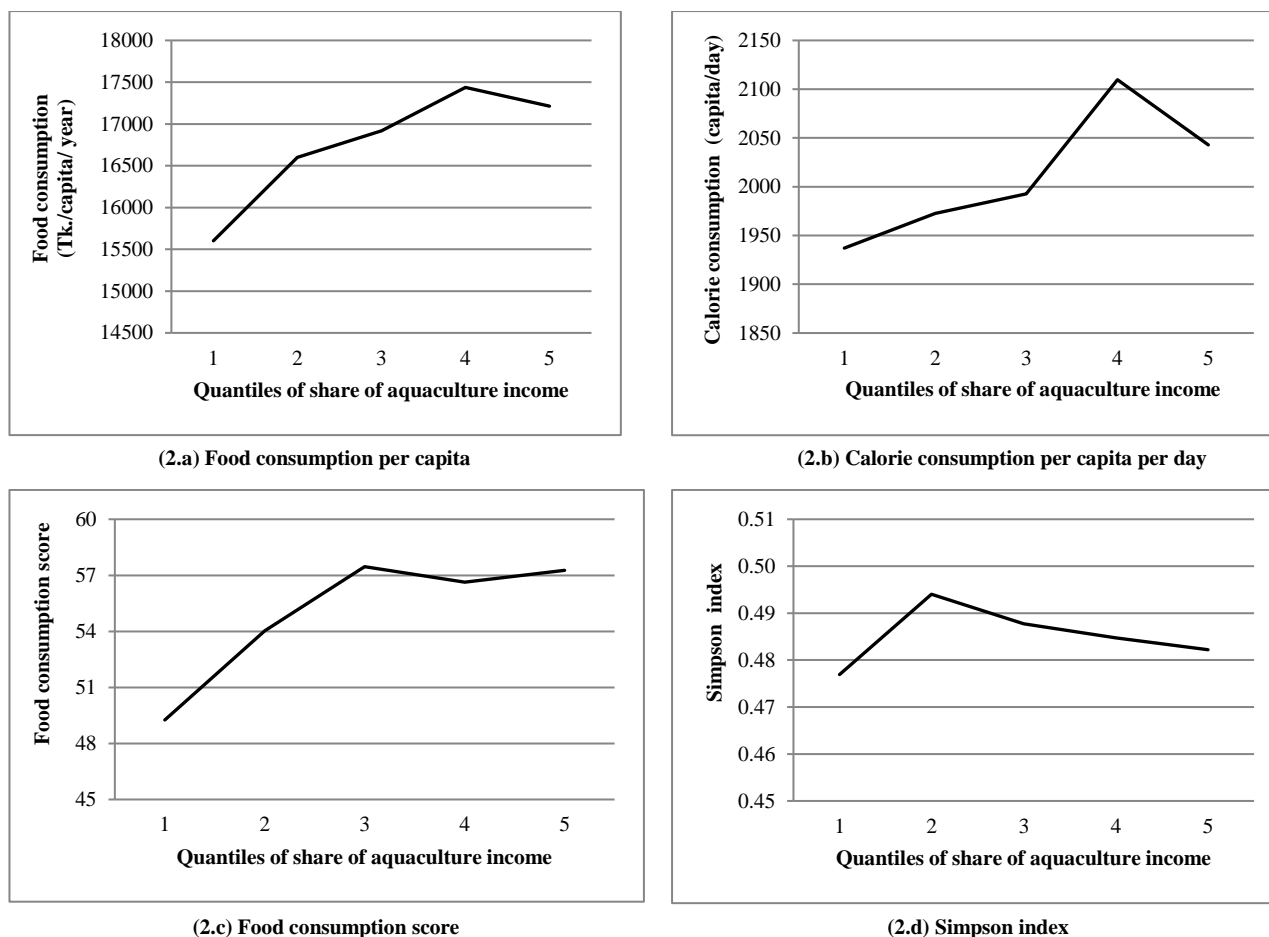 18000
17500
17000
16500
16000
15500
15000
14500
Food consumption
(Tk./capita/ year)
1 2 3 4 5
Quantiles of share of aquaculture income
(2.a) Food consumption per capita
2150
2100
2050
2000
1950
1900
1850
Calorie consumption (capita/day)
1 2 3 4 5
Quantiles of share of aquaculture income
(2.b) Calorie consumption per capita per day
60
57
54
51
48
45
Food consumption score
1 2 3 4 5
Quantiles of share of aquaculture income
(2.c) Food consumption score
0.51
0.50
0.49
0.48
0.47
0.46
0.45
Simpson index
1 2 3 4 5
Quantiles of share of aquaculture income
(2.d) Simpson index